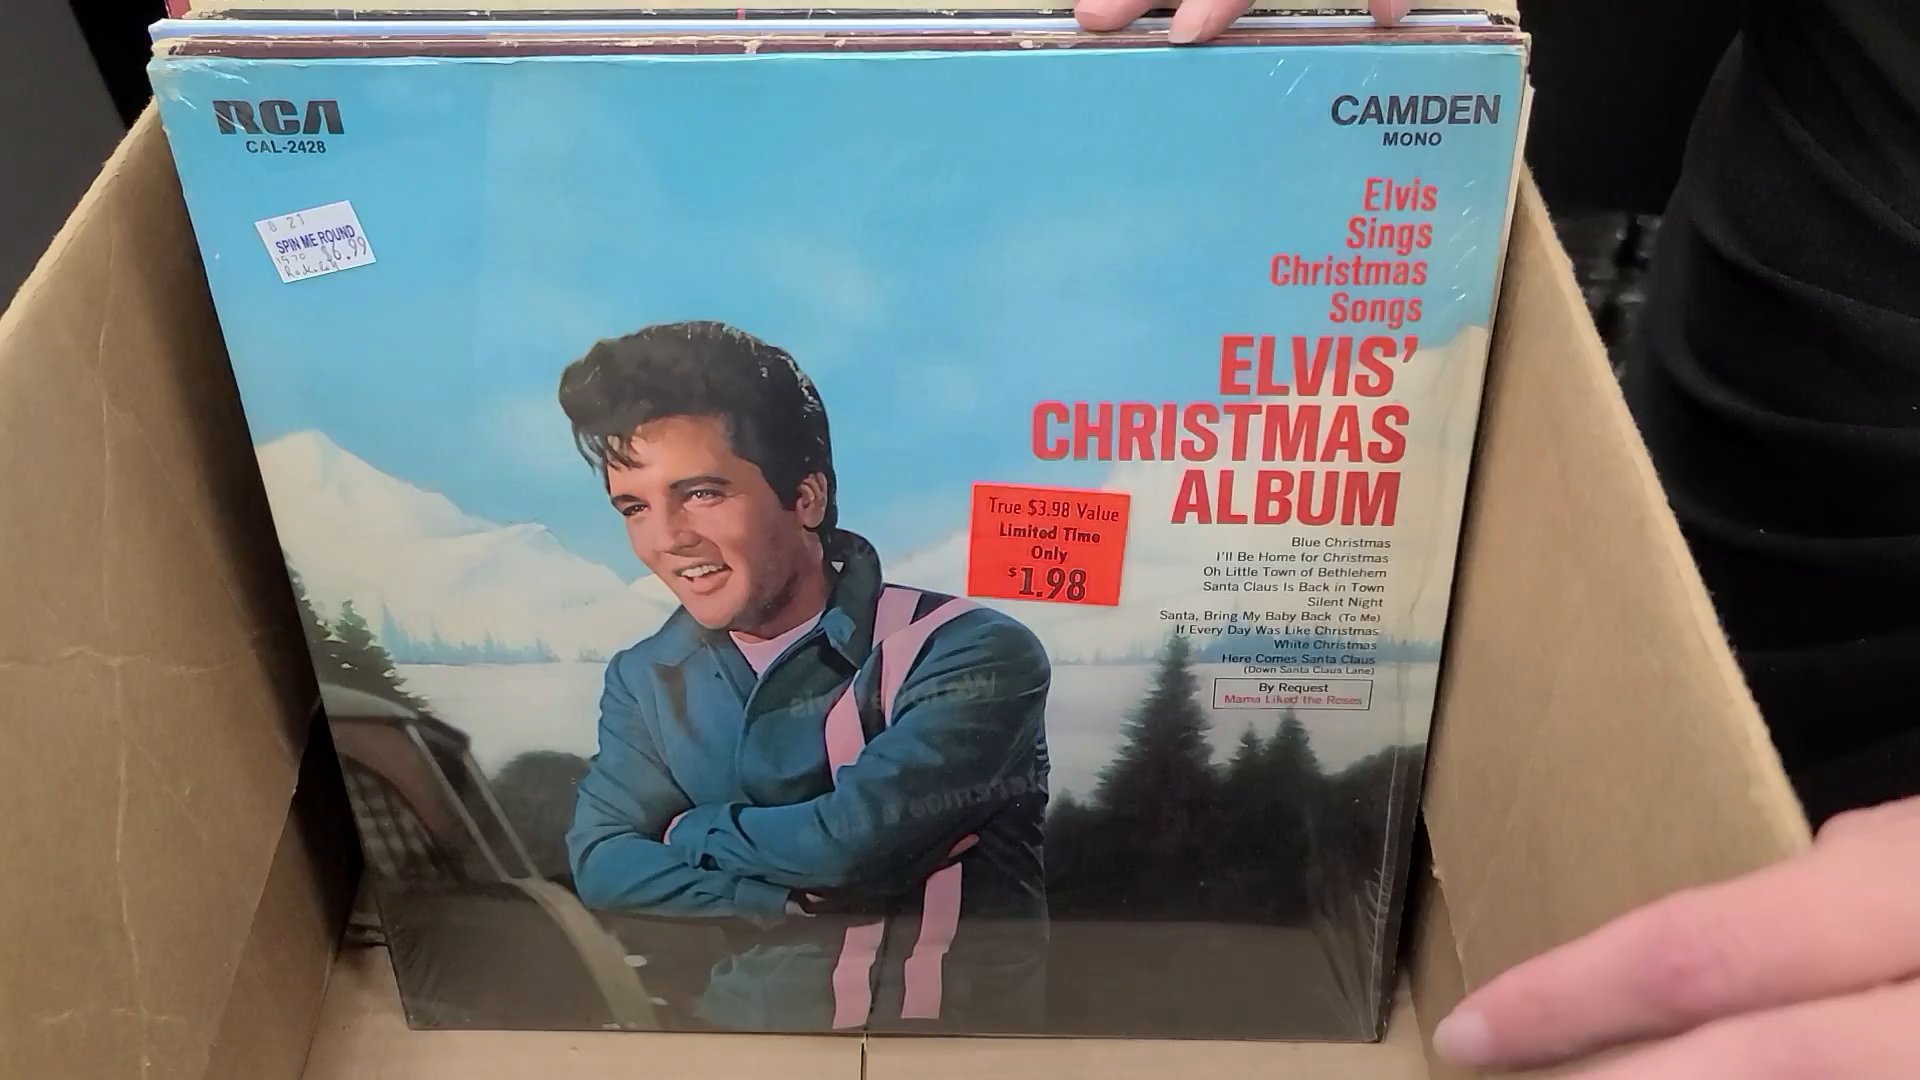 RCA
CAL-2428
CAMDEN
MONO
8 21
SPIN ME ROUND
1970 $6.99
Elvis
Sings
Christmas
Songs
ELVIS'
CHRISTMAS
ALBUM
True $3.98 Value
Limited Time
Only
$1.98
Blue Christmas
I'll Be Home for Christmas
Oh Little Town of Bethlehem
Santa Claus Is Back in Town
Silent Night
Santa, Bring My Baby Back (To Me)
If Every Day Was Like Christmas
White Christmas
Here Comes Santa Claus
(Down Santa Claus Lane)
By Request
Mama Liked the Roses